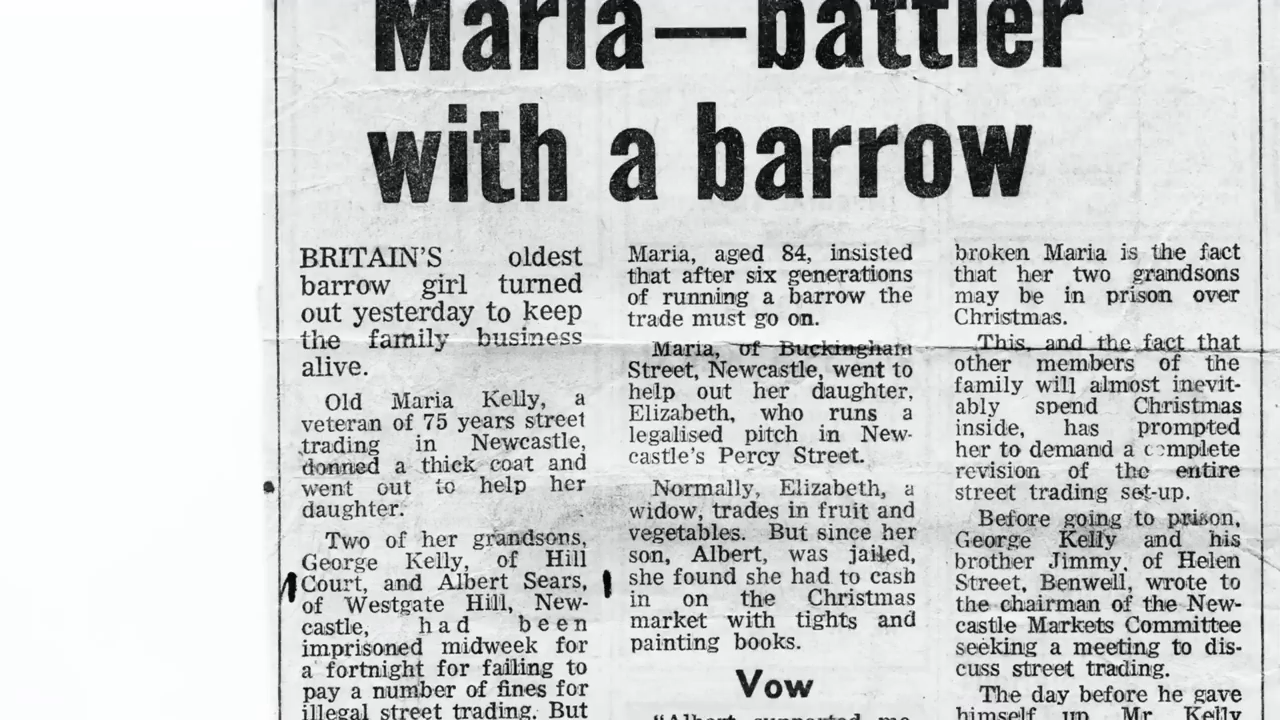 Maria—battler
with a barrow
BRITAIN'S oldest
barrow girl turned
out yesterday to keep
the family business
alive.
Old Maria Kelly, a
veteran of 75 years street
trading in Newcastle,
donned a thick coat and
went out to help her
daughter.
Two of her grandsons,
George Kelly, of Hill
Court, and Albert Sears,
of Westgate Hill, New-
castle, had been
imprisoned midweek for
a fortnight for failing to
pay a number of fines for
illegal street trading. But
Maria, aged 84, insisted
that after six generations
of running a barrow the
trade must go on.
Maria, of Buckingham
Street, Newcastle, went to
help out her daughter,
Elizabeth, who runs a
legalised pitch in New-
castle's Percy Street.
Normally, Elizabeth, a
widow, trades in fruit and
vegetables. But since her
son, Albert, was jailed,
she found she had to cash
in on the Christmas
market with tights and
painting books.
Vow
"Albert supported me
broken Maria is the fact
that her two grandsons
may be in prison over
Christmas.
This, and the fact that
other members of the
family will almost inevit-
ably spend Christmas
inside, has prompted
her to demand a complete
revision of the entire
street trading set-up.
Before going to prison,
George Kelly and his
brother Jimmy, of Helen
Street, Benwell, wrote to
the chairman of the New-
castle Markets Committee
seeking a meeting to dis-
cuss street trading.
The day before he gave
himself up Mr. Kelly